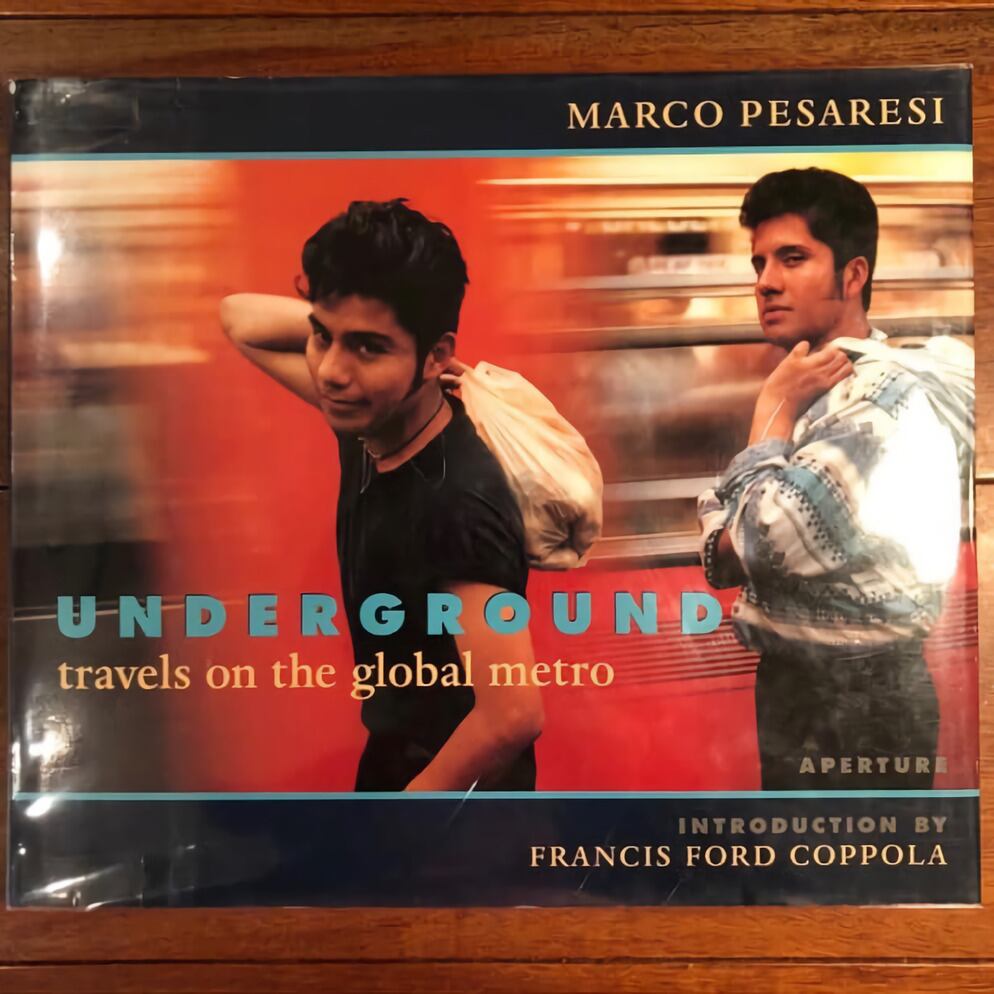 MARCO PESARESI
UNDERGROUND
travels on the global metro
APERTURE
INTRODUCTION BY
FRANCIS FORD COPPOLA